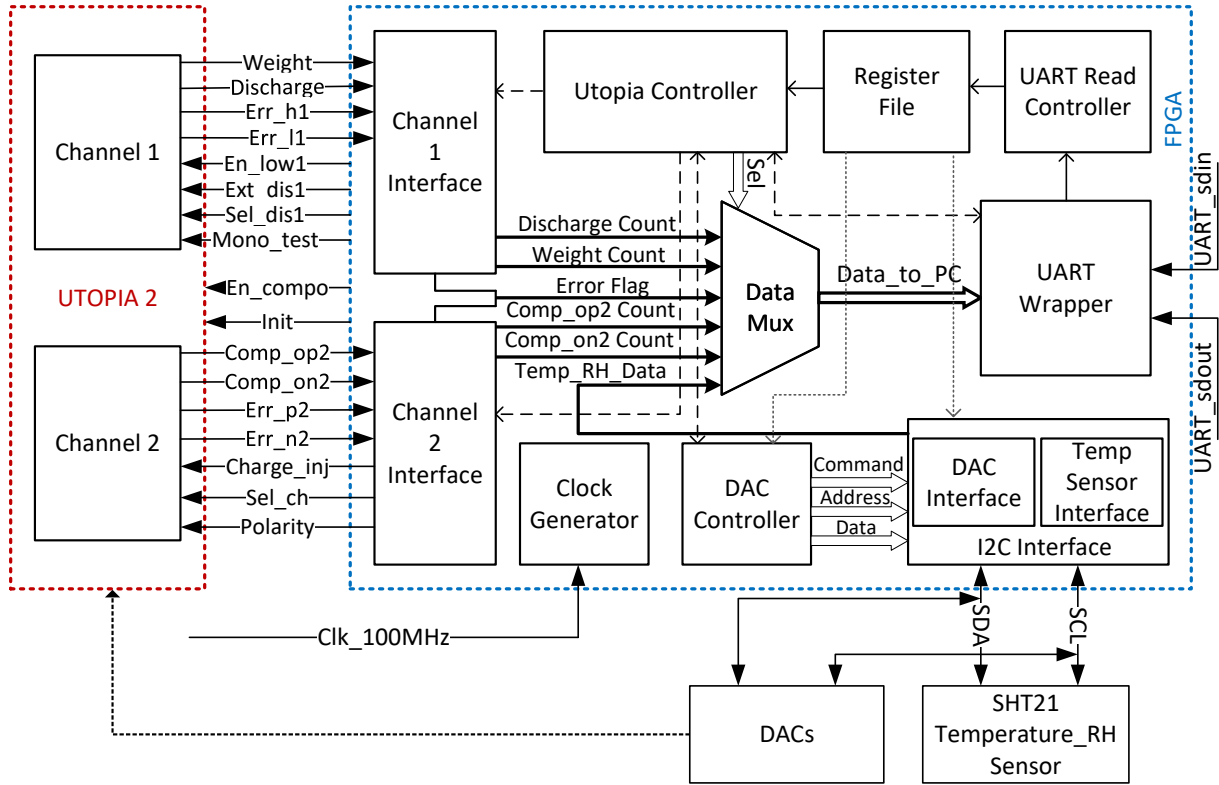 Channel 1
UTOPIA 2
Channel 2
Weight
Discharge
Err_h1
Err_l1
En_low1
Ext_dis1
Sel_dis1
Mono_test
En_compo
Init
Comp_op2
Comp_on2
Err_p2
Err_n2
Charge_inj
Sel_ch
Polarity
Channel
1
Interface
Channel
2
Interface
Utopia Controller
Register
File
UART Read
Controller
FPGA
Sel
Discharge Count
Weight Count
Error Flag
Comp_op2 Count
Comp_on2 Count
Temp_RH_Data
Data
Mux
Data_to_PC
UART
Wrapper
UART_sdin
UART_sdout
Clock
Generator
DAC
Controller
Command
Address
Data
DAC
Interface
Temp
Sensor
Interface
I2C Interface
Clk_100MHz
SDA
SCL
DACs
SHT21
Temperature_RH
Sensor